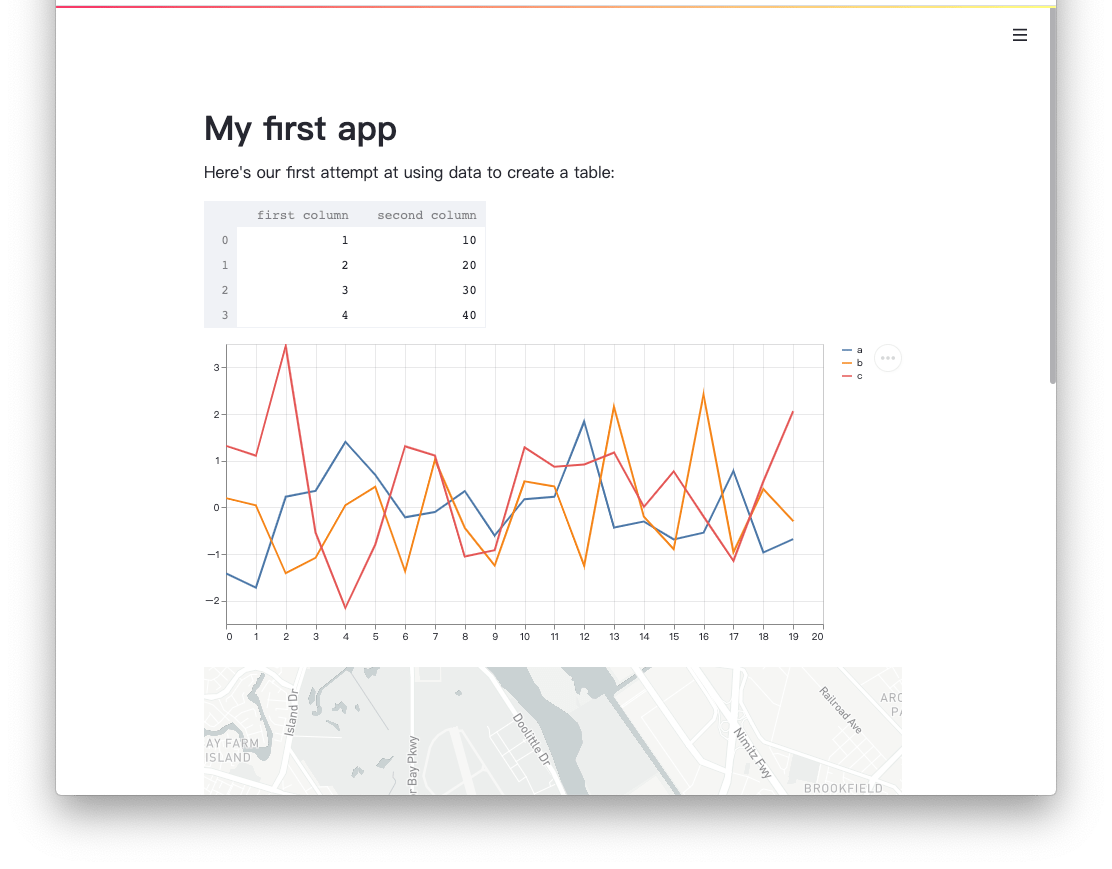 My first app
Here's our first attempt at using data to create a table:
first column second column
0 1 10
1 2 20
2 3 30
3 4 40
a
b
c
3
2
1
0
−1
−2
0 1 2 3 4 5 6 7 8 9 10 11 12 13 14 15 16 17 18 19 20
Island Dr
AY FARM
ISLAND
r Bay Pkwy
Doolittle Dr
Nimitz Fwy
Railroad Ave
ARC
PA
BROOKFIELD